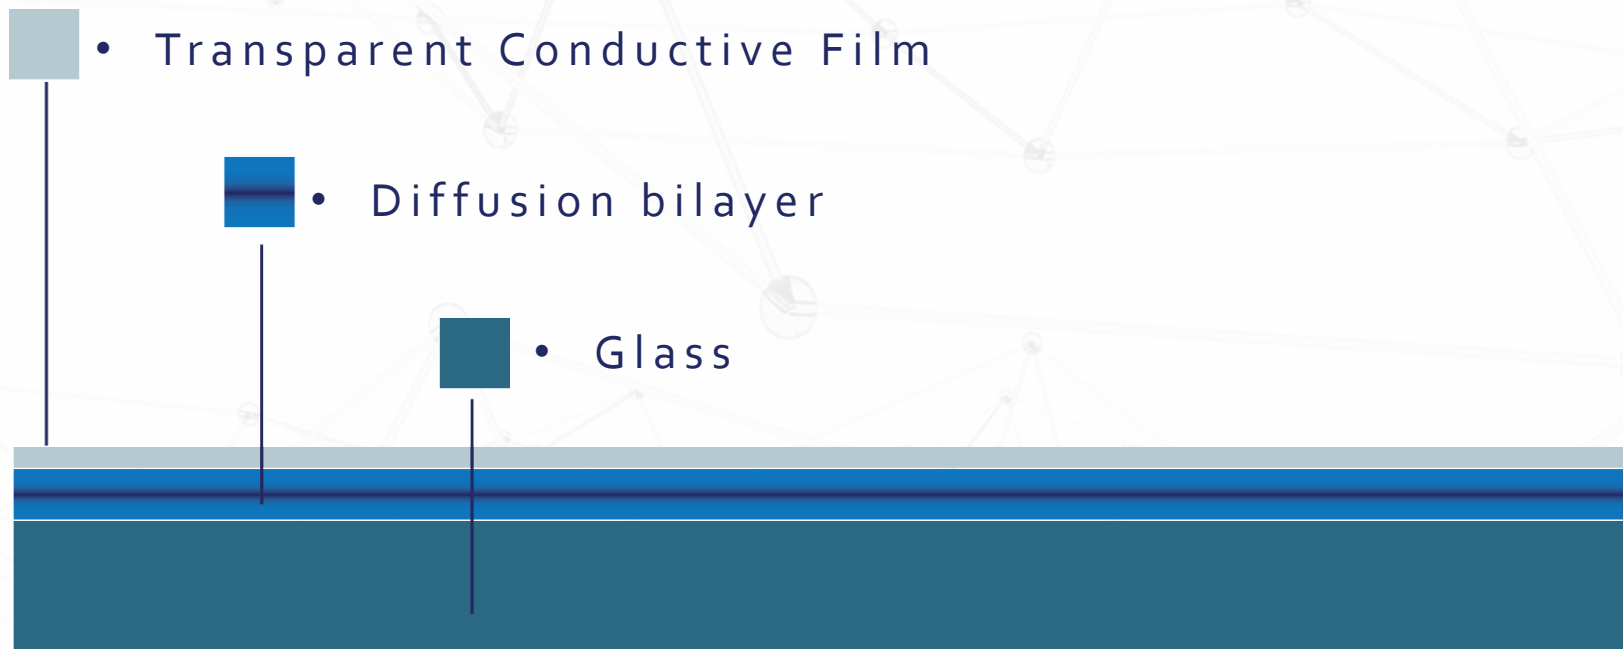 • Transparent Conductive Film
• Diffusion bilayer
• Glass